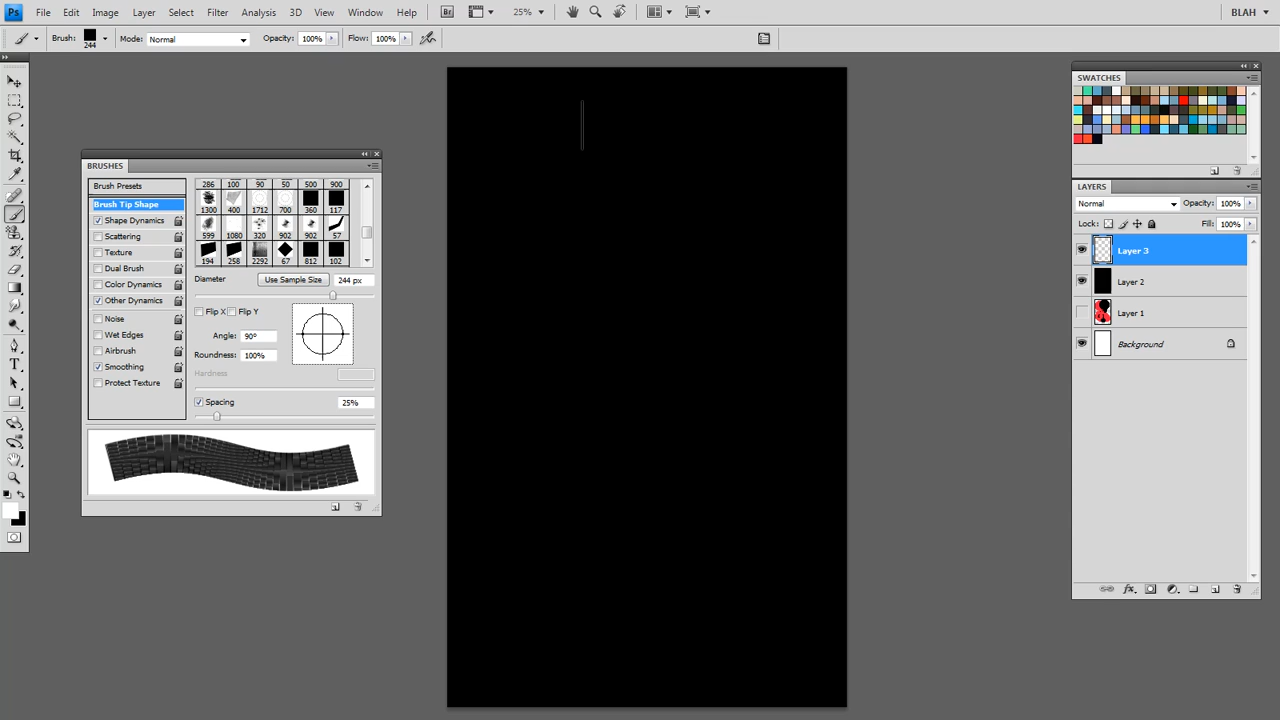 Ps File Edit Image Layer Select Filter Analysis 3D View Window Help Br 25% BLAH
Brush: 244 Mode: Normal Opacity: 100% Flow: 100%
BRUSHES
Brush Presets
Brush Tip Shape
Shape Dynamics
Scattering
Texture
Dual Brush
Color Dynamics
Other Dynamics
Noise
Wet Edges
Airbrush
Smoothing
Protect Texture
286 100 90 50 500 900
1300 400 1712 700 360 117
599 1080 320 902 902 57
194 258 2292 67 812 102
Diameter Use Sample Size 244 px
Flip X Flip Y
Angle: 90º
Roundness: 100%
Hardness
Spacing 25%
SWATCHES
LAYERS
Normal Opacity: 100%
Lock: Fill: 100%
Layer 3
Layer 2
Layer 1
Background
fx
T